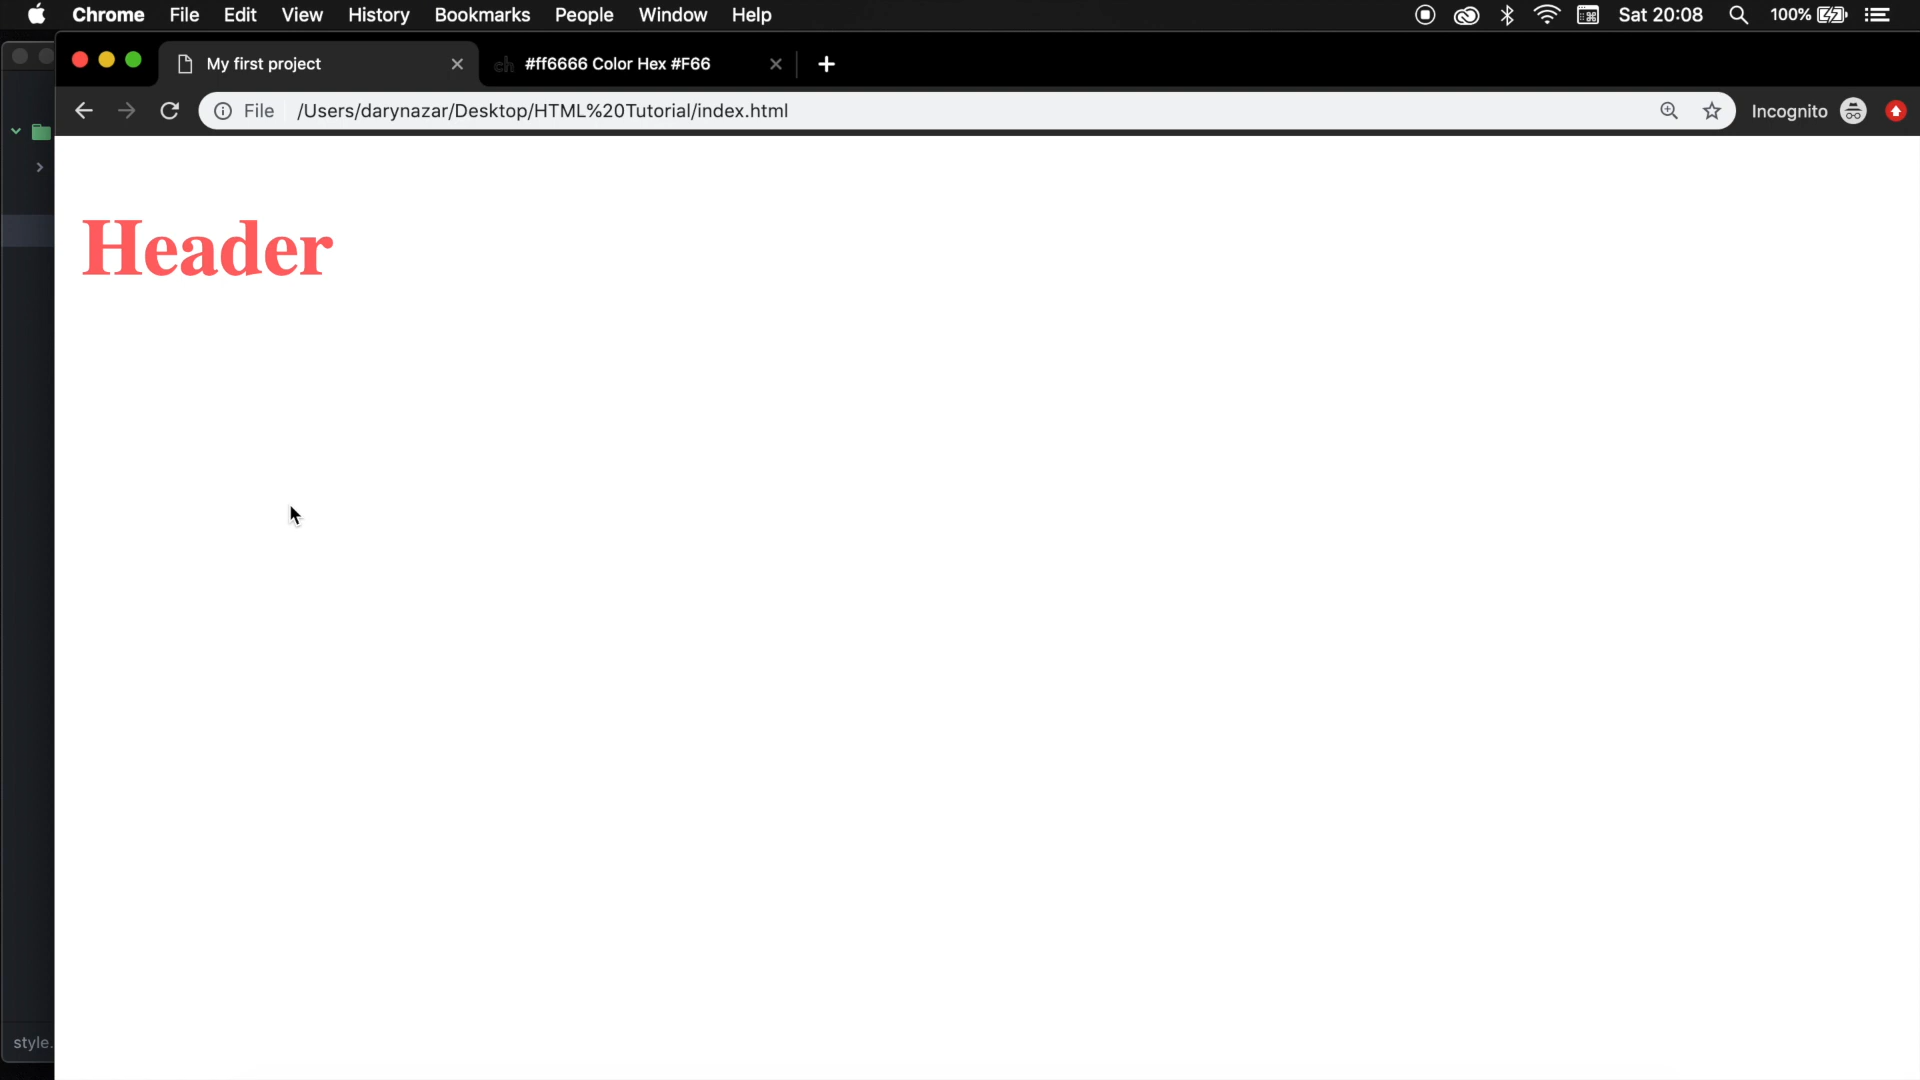 Chrome File Edit View History Bookmarks People Window Help Sat 20:08 100%
My first project #ff6666 Color Hex #F66
File /Users/darynazar/Desktop/HTML%20Tutorial/index.html Incognito
Header
style.